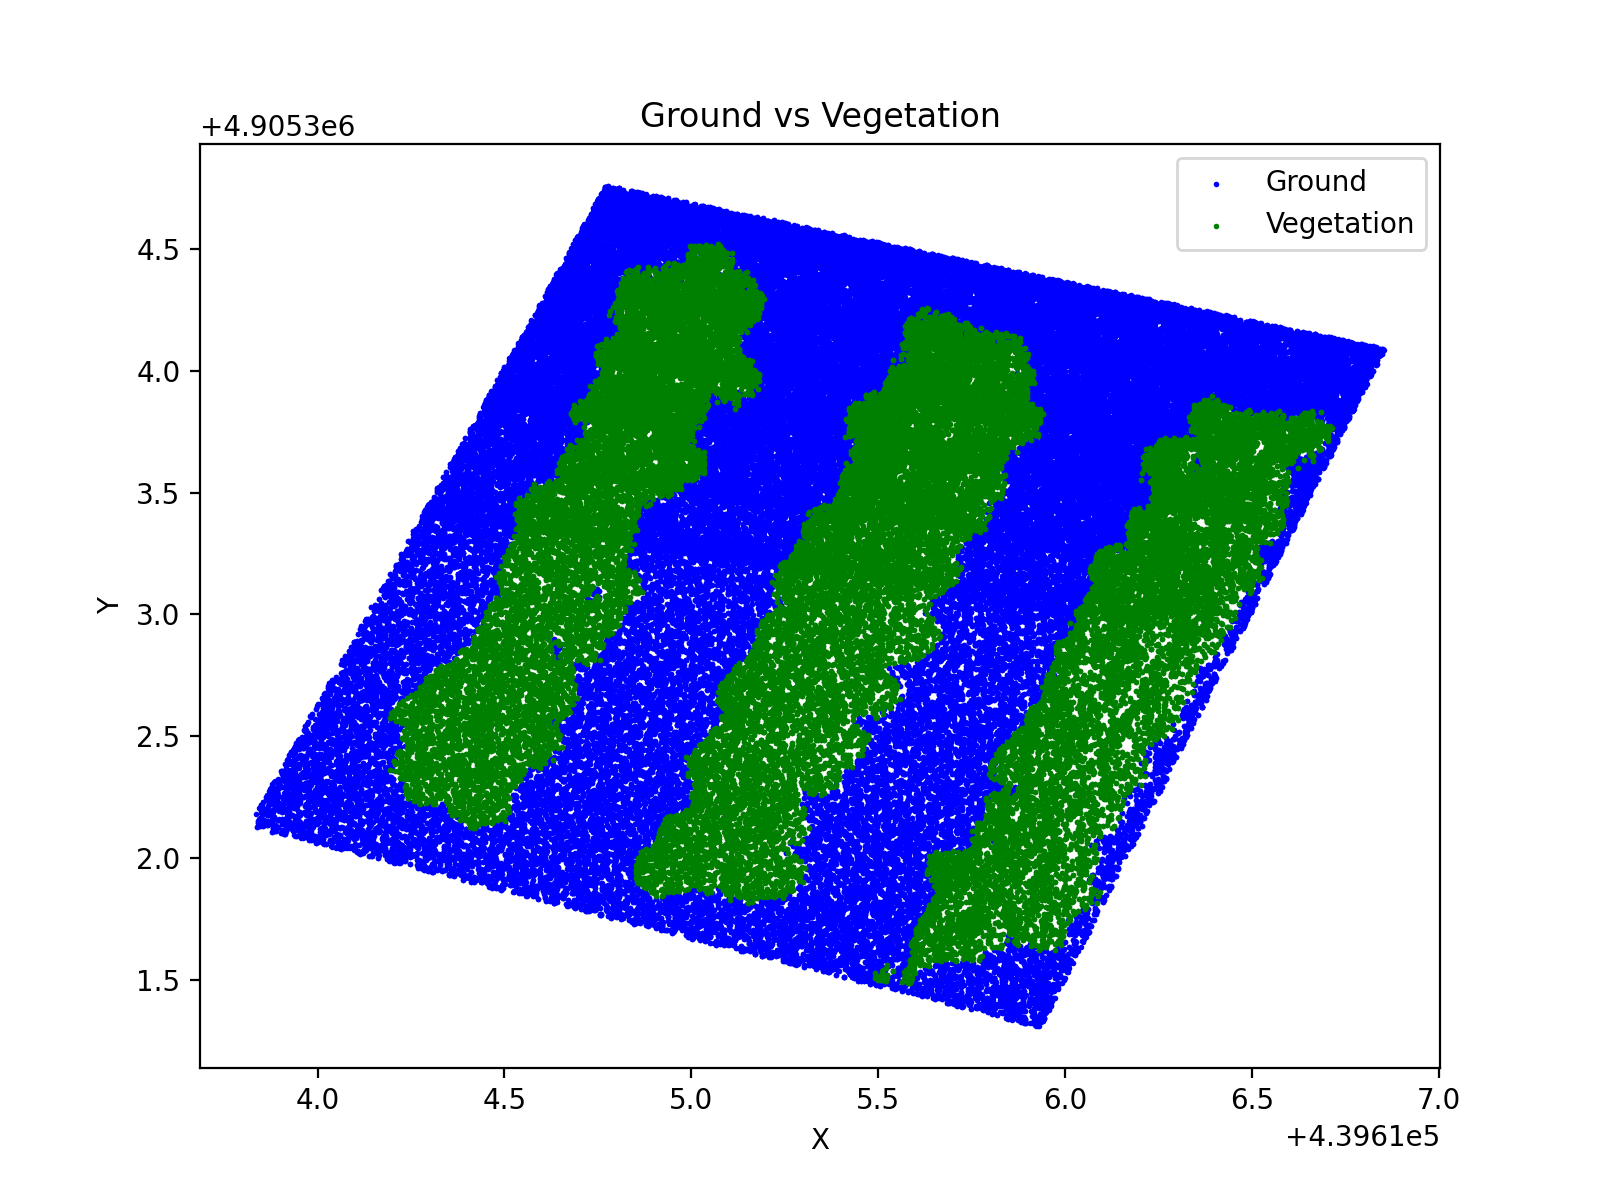 Ground vs Vegetation
+4.9053e6
Ground
Vegetation
4.5
4.0
3.5
3.0
2.5
2.0
1.5
Y
4.0 4.5 5.0 5.5 6.0 6.5 7.0
X
+4.3961e5